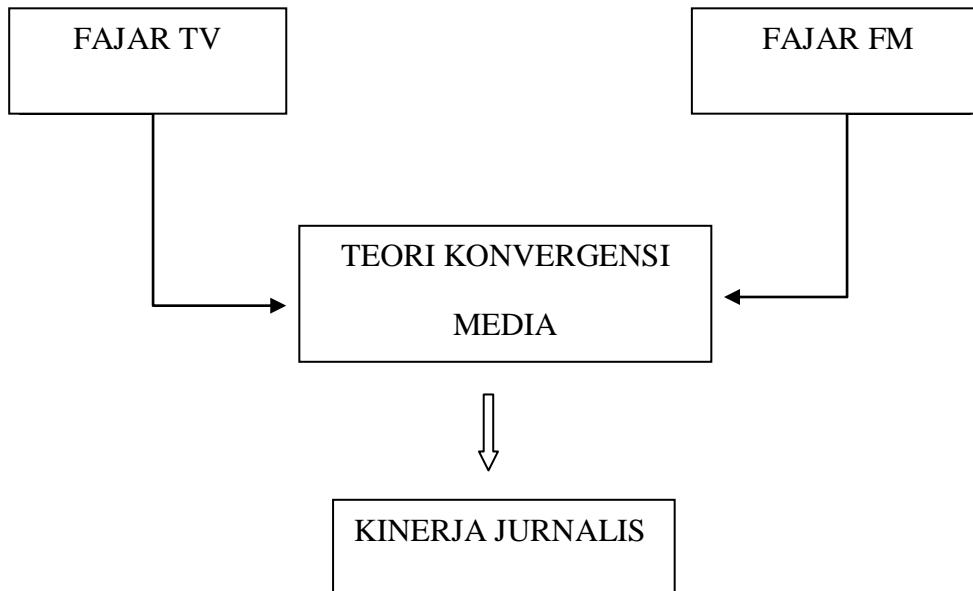 FAJAR TV
FAJAR FM
TEORI KONVERGENSI
MEDIA
KINERJA JURNALIS